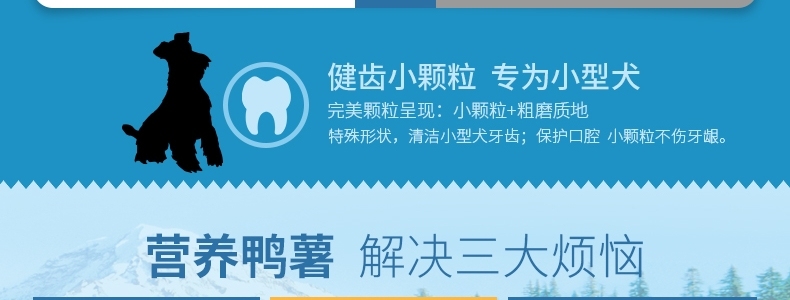 健齿小颗粒 专为小型犬
完美颗粒呈现：小颗粒+粗磨质地
特殊形状，清洁小型犬牙齿；保护口腔 小颗粒不伤牙龈。
营养鸭薯 解决三大烦恼